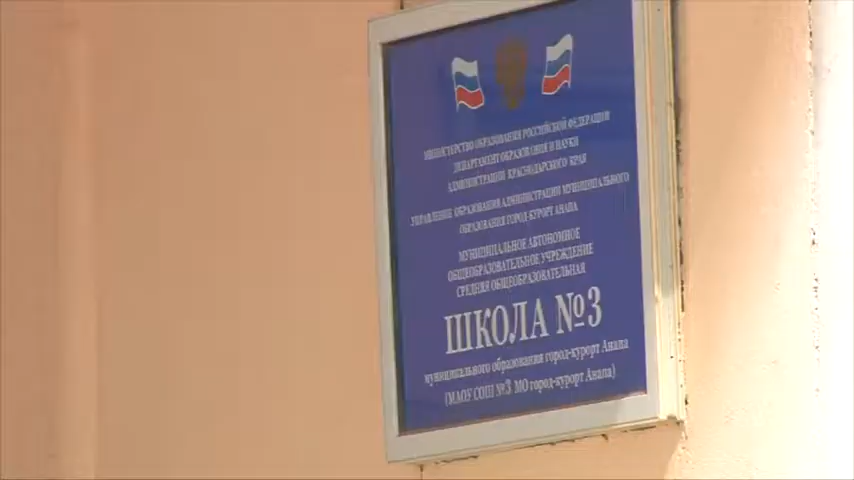 МИНИСТЕРСТВО ОБРАЗОВАНИЯ РОССИЙСКОЙ ФЕДЕРАЦИИ
ДЕПАРТАМЕНТ ОБРАЗОВАНИЯ И НАУКИ
АДМИНИСТРАЦИИ КРАСНОДАРСКОГО КРАЯ
УПРАВЛЕНИЕ ОБРАЗОВАНИЯ АДМИНИСТРАЦИИ МУНИЦИПАЛЬНОГО
ОБРАЗОВАНИЯ ГОРОД-КУРОРТ АНАПА
МУНИЦИПАЛЬНОЕ АВТОНОМНОЕ
ОБЩЕОБРАЗОВАТЕЛЬНОЕ УЧРЕЖДЕНИЕ
СРЕДНЯЯ ОБЩЕОБРАЗОВАТЕЛЬНАЯ
ШКОЛА №3
муниципального образования город-курорт Анапа
(МАОУ СОШ №3 МО город-курорт Анапа)